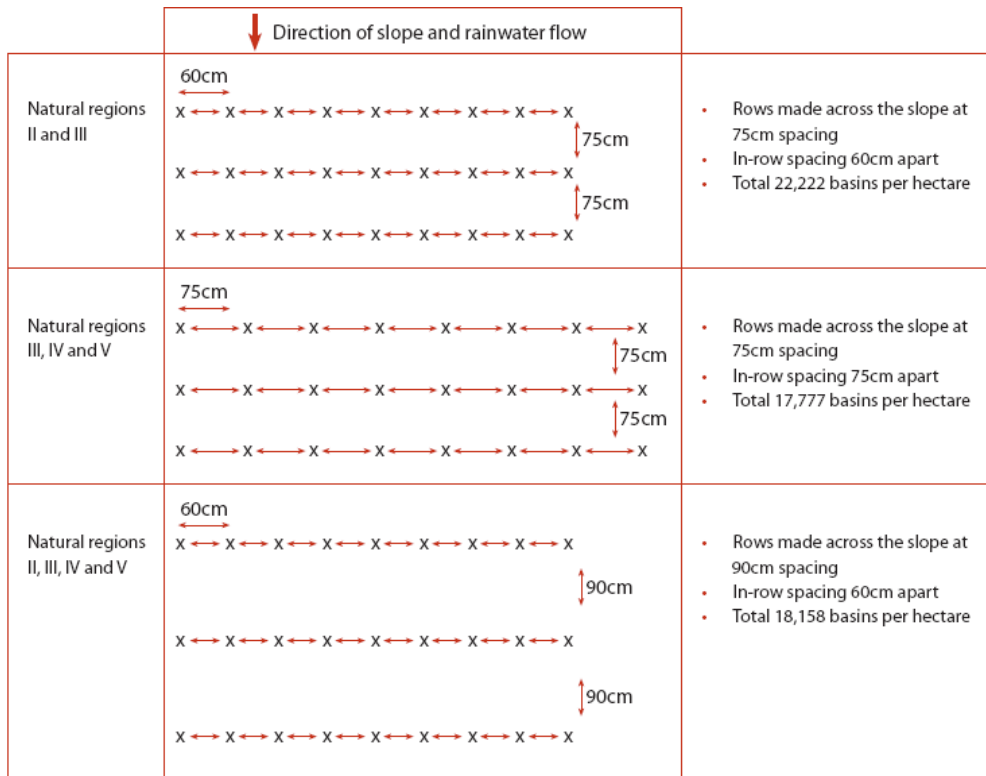 Direction of slope and rainwater flow
Natural regions
II and III
60cm
x x x x x x x x x
75cm
x x x x x x x x x
75cm
x x x x x x x x x
• Rows made across the slope at
75cm spacing
• In-row spacing 60cm apart
• Total 22,222 basins per hectare
Natural regions
III, IV and V
75cm
x x x x x x x x
75cm
x x x x x x x x
75cm
x x x x x x x x
• Rows made across the slope at
75cm spacing
• In-row spacing 75cm apart
• Total 17,777 basins per hectare
Natural regions
II, III, IV and V
60cm
x x x x x x x x x
90cm
x x x x x x x x x
90cm
x x x x x x x x x
• Rows made across the slope at
90cm spacing
• In-row spacing 60cm apart
• Total 18,158 basins per hectare